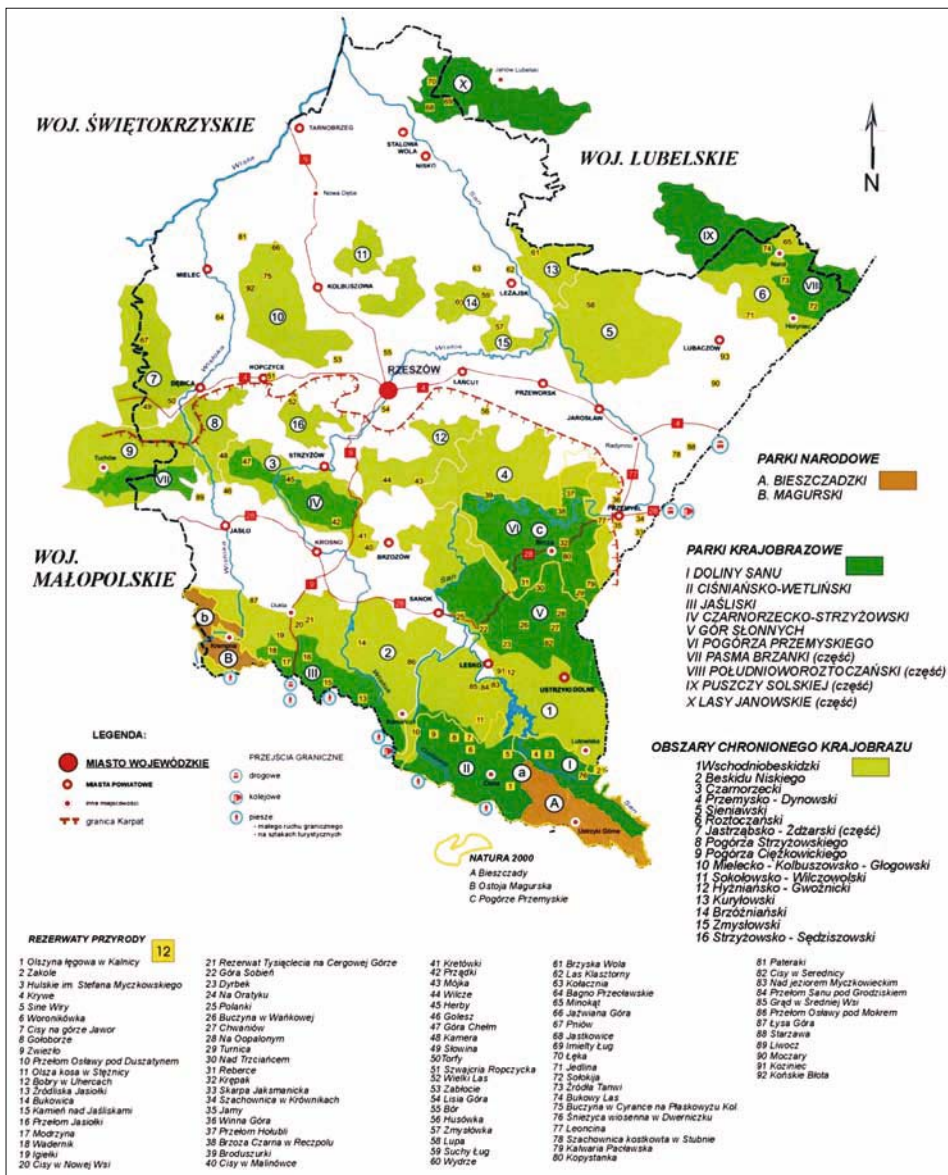 WOJ. ŚWIĘTOKRZYSKIE
WOJ. LUBELSKIE
WOJ. MAŁOPOLSKIE
N
Janów Lubelski
TARNOBRZEG
STALOWA WOLA
NISKO
Wisła
San
Nowa Dęba
MIELEC
KOLBUSZOWA
LEŻAJSK
Narol
Horyniec
LUBACZÓW
Wisłoka
Wisłok
DĘBICA
ROPCZYCE
RZESZÓW
ŁAŃCUT
PRZEWORSK
JAROSŁAW
Radymno
Tuchów
STRZYŻÓW
PRZEMYŚL
Bircza
JASŁO
KROSNO
BRZOZÓW
Dukla
SANOK
San
Krempna
LESKO
USTRZYKI DOLNE
Komańcza
Lutowiska
Cisna
Ustrzyki Górne
PARKI NARODOWE
A. BIESZCZADZKI
B. MAGURSKI
PARKI KRAJOBRAZOWE
I DOLINY SANU
II CIŚNIAŃSKO-WETLIŃSKI
III JAŚLISKI
IV CZARNORZECKO-STRZYŻOWSKI
V GÓR SŁONNYCH
VI POGÓRZA PRZEMYSKIEGO
VII PASMA BRZANKI (część)
VIII POŁUDNIOWOROZTOCZAŃSKI (część)
IX PUSZCZY SOLSKIEJ (część)
X LASY JANOWSKIE (część)
OBSZARY CHRONIONEGO KRAJOBRAZU
1Wschodniobeskidzki
2 Beskidu Niskiego
3 Czarnorzecki
4 Przemysko - Dynowski
5 Sieniawski
6 Roztoczański
7 Jastrząbsko - Żdżarski (część)
8 Pogórza Strzyżowskiego
9 Pogórza Ciężkowickiego
10 Mielecko - Kolbuszowsko - Głogowski
11 Sokołowsko - Wilczowolski
12 Hyżniańsko - Gwoźnicki
13 Kuryłowski
14 Brzóźniański
15 Zmysłowski
16 Strzyżowsko - Sędziszowski
LEGENDA:
MIASTO WOJEWÓDZKIE
MIASTA POWIATOWE
inne miejscowości
granica Karpat
PRZEJŚCIA GRANICZNE
drogowe
kolejowe
piesze
- małego ruchu granicznego
- na szlakach turystycznych
NATURA 2000
A Bieszczady
B Ostoja Magurska
C Pogórze Przemyskie
REZERWATY PRZYRODY 12
1 Olszyna łęgowa w Kalnicy
2 Zakole
3 Hulskie im. Stefana Myczkowskiego
4 Krywe
5 Sine Wiry
6 Woronikówka
7 Cisy na górze Jawor
8 Gołoborze
9 Zwiezło
10 Przełom Osławy pod Duszatynem
11 Olsza kosa w Stężnicy
12 Bobry w Uhercach
13 Źródliska Jasiołki
14 Bukowica
15 Kamień nad Jaśliskami
16 Przełom Jasiołki
17 Modrzyna
18 Wadernik
19 Igiełki
20 Cisy w Nowej Wsi
21 Rezerwat Tysiąclecia na Cergowej Górze
22 Góra Sobień
23 Dyrbek
24 Na Oratyku
25 Polanki
26 Buczyna w Wańkowej
27 Chwaniów
28 Na Opalonym
29 Turnica
30 Nad Trzciańcem
31 Reberce
32 Krępak
33 Skarpa Jaksmanicka
34 Szachownica w Krównikach
35 Jamy
36 Winna Góra
37 Przełom Hołubli
38 Brzoza Czarna w Reczpolu
39 Broduszurki
40 Cisy w Malinówce
41 Kretówki
42 Prządki
43 Mójka
44 Wilcze
45 Herby
46 Golesz
47 Góra Chełm
48 Kamera
49 Słowina
50Torfy
51 Szwajcria Ropczycka
52 Wielki Las
53 Zabłocie
54 Lisia Góra
55 Bór
56 Husówka
57 Zmysłówka
58 Lupa
59 Suchy Ług
60 Wydrze
61 Brzyska Wola
62 Las Klasztorny
63 Kołacznia
64 Bagno Przecławskie
65 Minokąt
66 Jaźwiana Góra
67 Pniów
68 Jastkowice
69 Imielty Ług
70 Łęka
71 Jedlina
72 Sołokija
73 Źródła Tanwi
74 Bukowy Las
75 Buczyna w Cyrance na Płaskowyżu Kol.
76 Śnieżyca wiosenna w Dwerniczku
77 Leoncina
78 Szachownica kostkowta w Stubnie
79 Kalwaria Pacławska
80 Kopystanka
81 Pateraki
82 Cisy w Serednicy
83 Nad jeziorem Myczkowieckim
84 Przełom Sanu pod Grodziskiem
85 Grąd w Średniej Wsi
86 Przełom Osławy pod Mokrem
87 Łysa Góra
88 Starzawa
89 Liwocz
90 Moczary
91 Koziniec
92 Końskie Błota